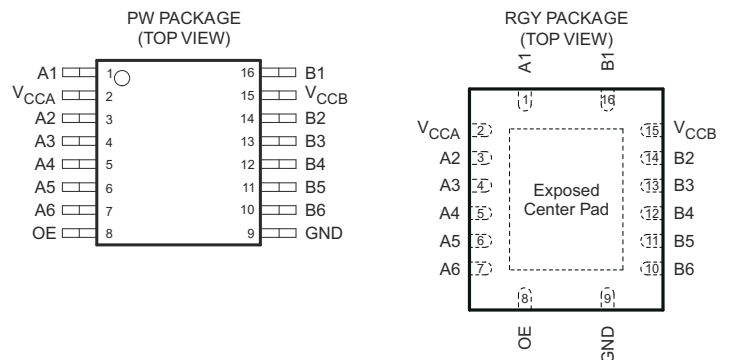 PW PACKAGE
(TOP VIEW)
A1 1 16 B1
VCCA 2 15 VCCB
A2 3 14 B2
A3 4 13 B3
A4 5 12 B4
A5 6 11 B5
A6 7 10 B6
OE 8 9 GND
RGY PACKAGE
(TOP VIEW)
A1 B1
1 16
VCCA 2 15 VCCB
A2 3 14 B2
A3 4 13 B3
A4 5 12 B4
A5 6 11 B5
A6 7 10 B6
Exposed
Center Pad
8 9
OE GND